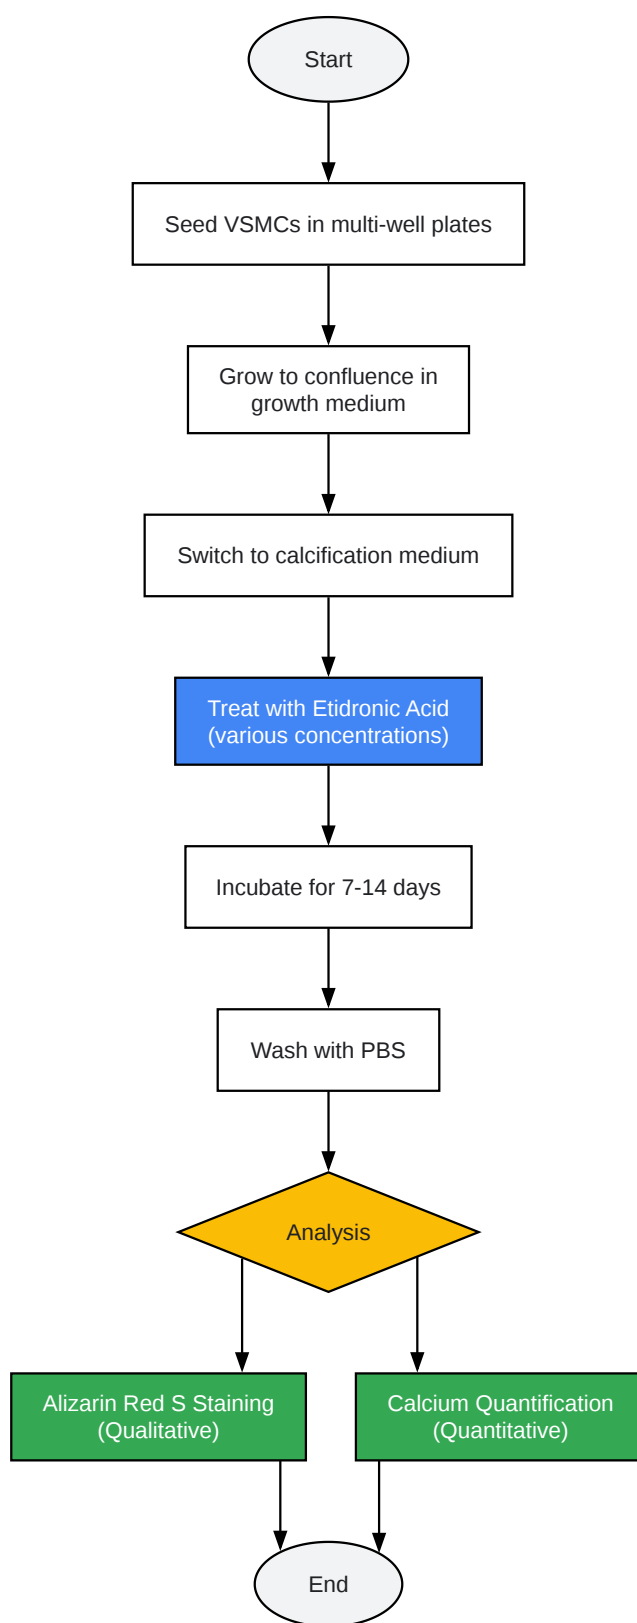 Start
Seed VSMCs in multi-well plates
Grow to confluence in
growth medium
Switch to calcification medium
Treat with Etidronic Acid
(various concentrations)
Incubate for 7-14 days
Wash with PBS
Analysis
Alizarin Red S Staining
(Qualitative)
Calcium Quantification
(Quantitative)
End